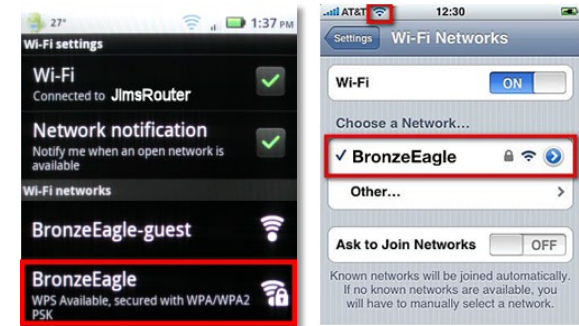 27°
1:37 PM
Wi-Fi settings
Wi-Fi
Connected to JimsRouter
Network notification
Notify me when an open network is
available
Wi-Fi networks
BronzeEagle-guest
BronzeEagle
WPS Available, secured with WPA/WPA2
PSK
AT&T
12:30
Settings
Wi-Fi Networks
Wi-Fi
ON
Choose a Network...
BronzeEagle
Other...
Ask to Join Networks
OFF
Known networks will be joined automatically.
If no known networks are available, you
will have to manually select a network.